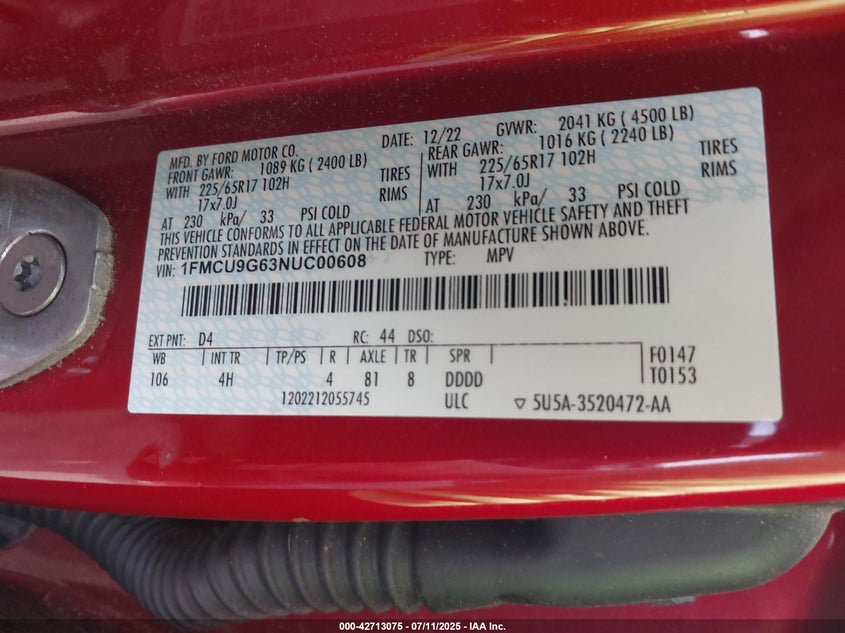 MFD. BY FORD MOTOR CO. DATE: 12/22 GVWR: 2041 KG ( 4500 LB)
FRONT GAWR: 1089 KG ( 2400 LB) REAR GAWR: 1016 KG ( 2240 LB)
WITH 225/65R17 102H TIRES WITH 225/65R17 102H TIRES
17x7.0J RIMS 17x7.0J RIMS
AT 230 kPa/ 33 PSI COLD AT 230 kPa/ 33 PSI COLD
THIS VEHICLE CONFORMS TO ALL APPLICABLE FEDERAL MOTOR VEHICLE SAFETY AND THEFT
PREVENTION STANDARDS IN EFFECT ON THE DATE OF MANUFACTURE SHOWN ABOVE.
VIN: 1FMCU9G63NUC00608 TYPE: MPV
EXT PNT: D4 RC: 44 DSO:
WB INT TR TP/PS R AXLE TR SPR F0147
106 4H 4 81 8 DDDD T0153
1202212055745 ULC ▽ 5U5A-3520472-AA
000-42713075 - 07/11/2025 - IAA Inc.